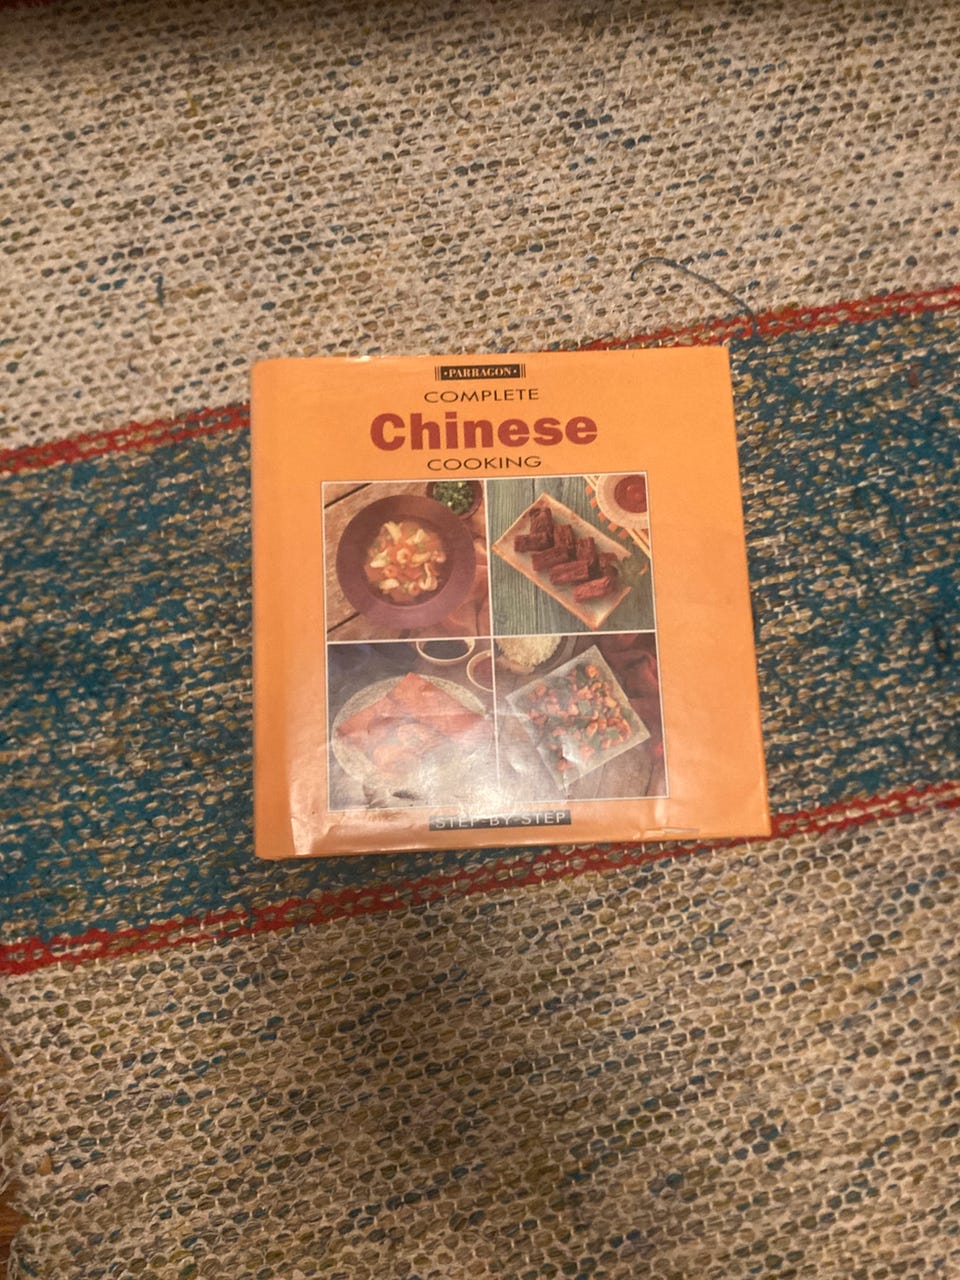 ·PARRAGON·
COMPLETE
Chinese
COOKING
STEP-BY-STEP